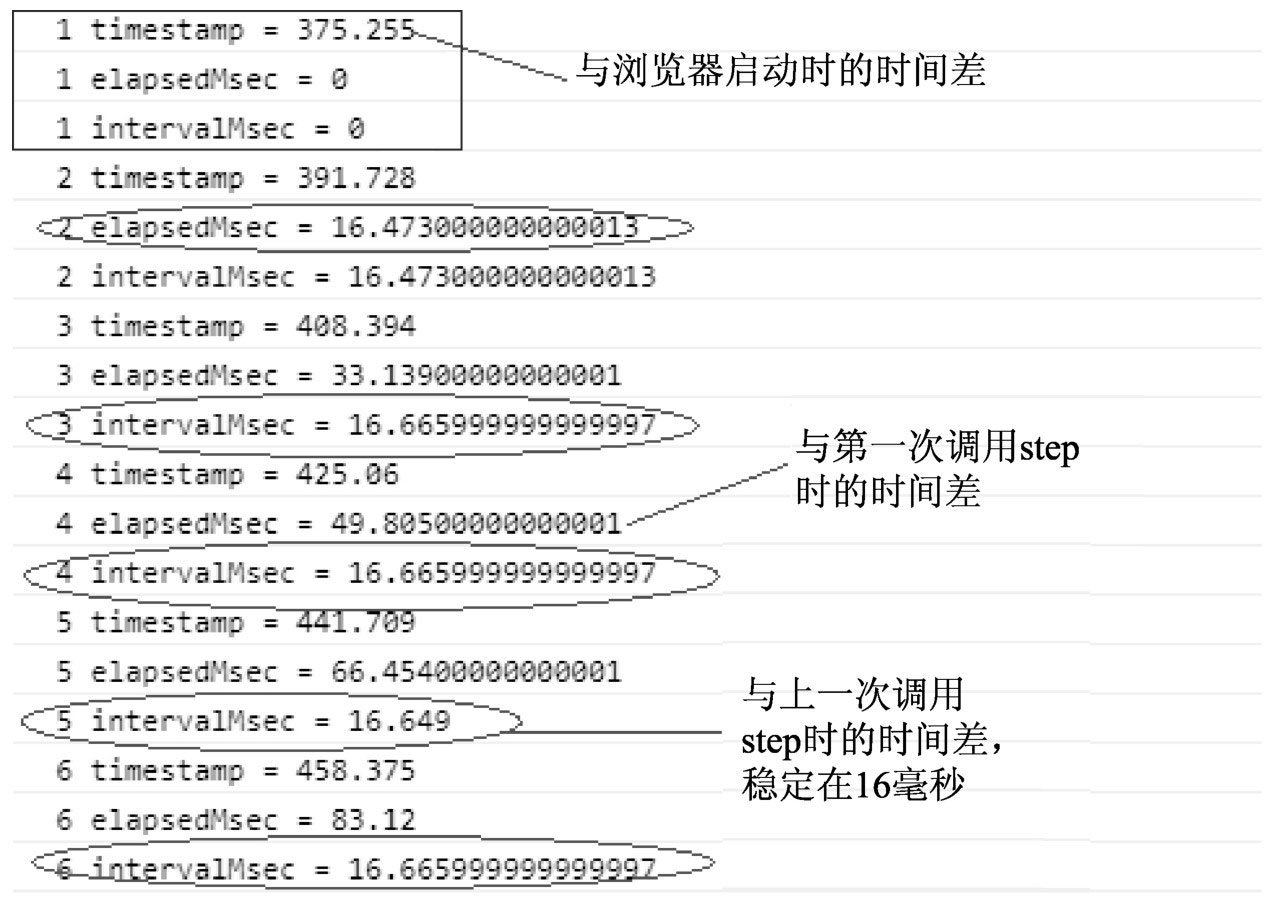 1 timestamp = 375.255
与浏览器启动时的时间差
1 elapsedMsec = 0
1 intervalMsec = 0
2 timestamp = 391.728
2 elapsedMsec = 16.473000000000013
2 intervalMsec = 16.473000000000013
3 timestamp = 408.394
3 elapsedMsec = 33.13900000000001
3 intervalMsec = 16.665999999999997
与第一次调用step
时的时间差
4 timestamp = 425.06
4 elapsedMsec = 49.80500000000001
4 intervalMsec = 16.665999999999997
5 timestamp = 441.709
5 elapsedMsec = 66.45400000000001
5 intervalMsec = 16.649
与上一次调用
step时的时间差，
稳定在16毫秒
6 timestamp = 458.375
6 elapsedMsec = 83.12
6 intervalMsec = 16.665999999999997